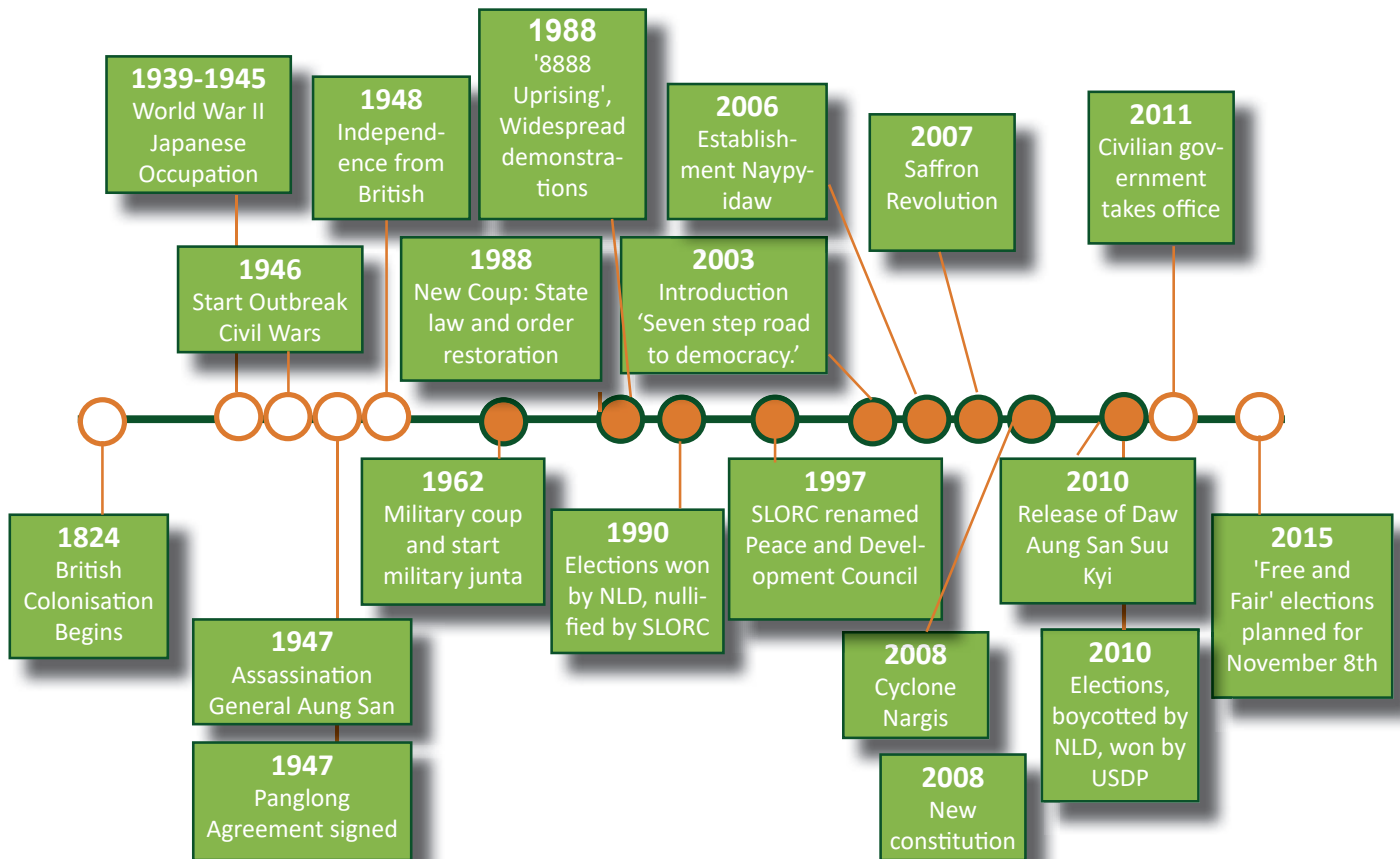 1939-1945
World War II
Japanese
Occupation
1946
Start Outbreak
Civil Wars
1948
Independ-
ence from
British
1988
'8888
Uprising',
Widespread
demonstra-
tions
1988
New Coup: State
law and order
restoration
2006
Establish-
ment Naypy-
idaw
2003
Introduction
‘Seven step road
to democracy.’
2007
Saffron
Revolution
2011
Civilian gov-
ernment
takes office
1824
British
Colonisation
Begins
1947
Assassination
General Aung San
1947
Panglong
Agreement signed
1962
Military coup
and start
military junta
1990
Elections won
by NLD, nulli-
fied by SLORC
1997
SLORC renamed
Peace and Devel-
opment Council
2008
Cyclone
Nargis
2008
New
constitution
2010
Release of Daw
Aung San Suu
Kyi
2010
Elections,
boycotted by
NLD, won by
USDP
2015
'Free and
Fair' elections
planned for
November 8th